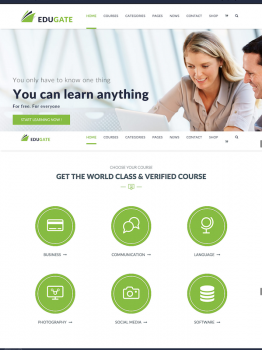 EDUGATE
HOME COURSES CATEGORIES PAGES NEWS CONTACT SHOP
You only have to know one thing
You can learn anything
For free. For everyone
START LEARNING NOW!
EDUGATE
HOME COURSES CATEGORIES PAGES NEWS CONTACT SHOP
CHOOSE YOUR COURSE
GET THE WORLD CLASS & VERIFIED COURSE
BUSINESS →
COMMUNICATION →
LANGUAGE →
PHOTOGRAPHY →
SOCIAL MEDIA →
SOFTWARE →